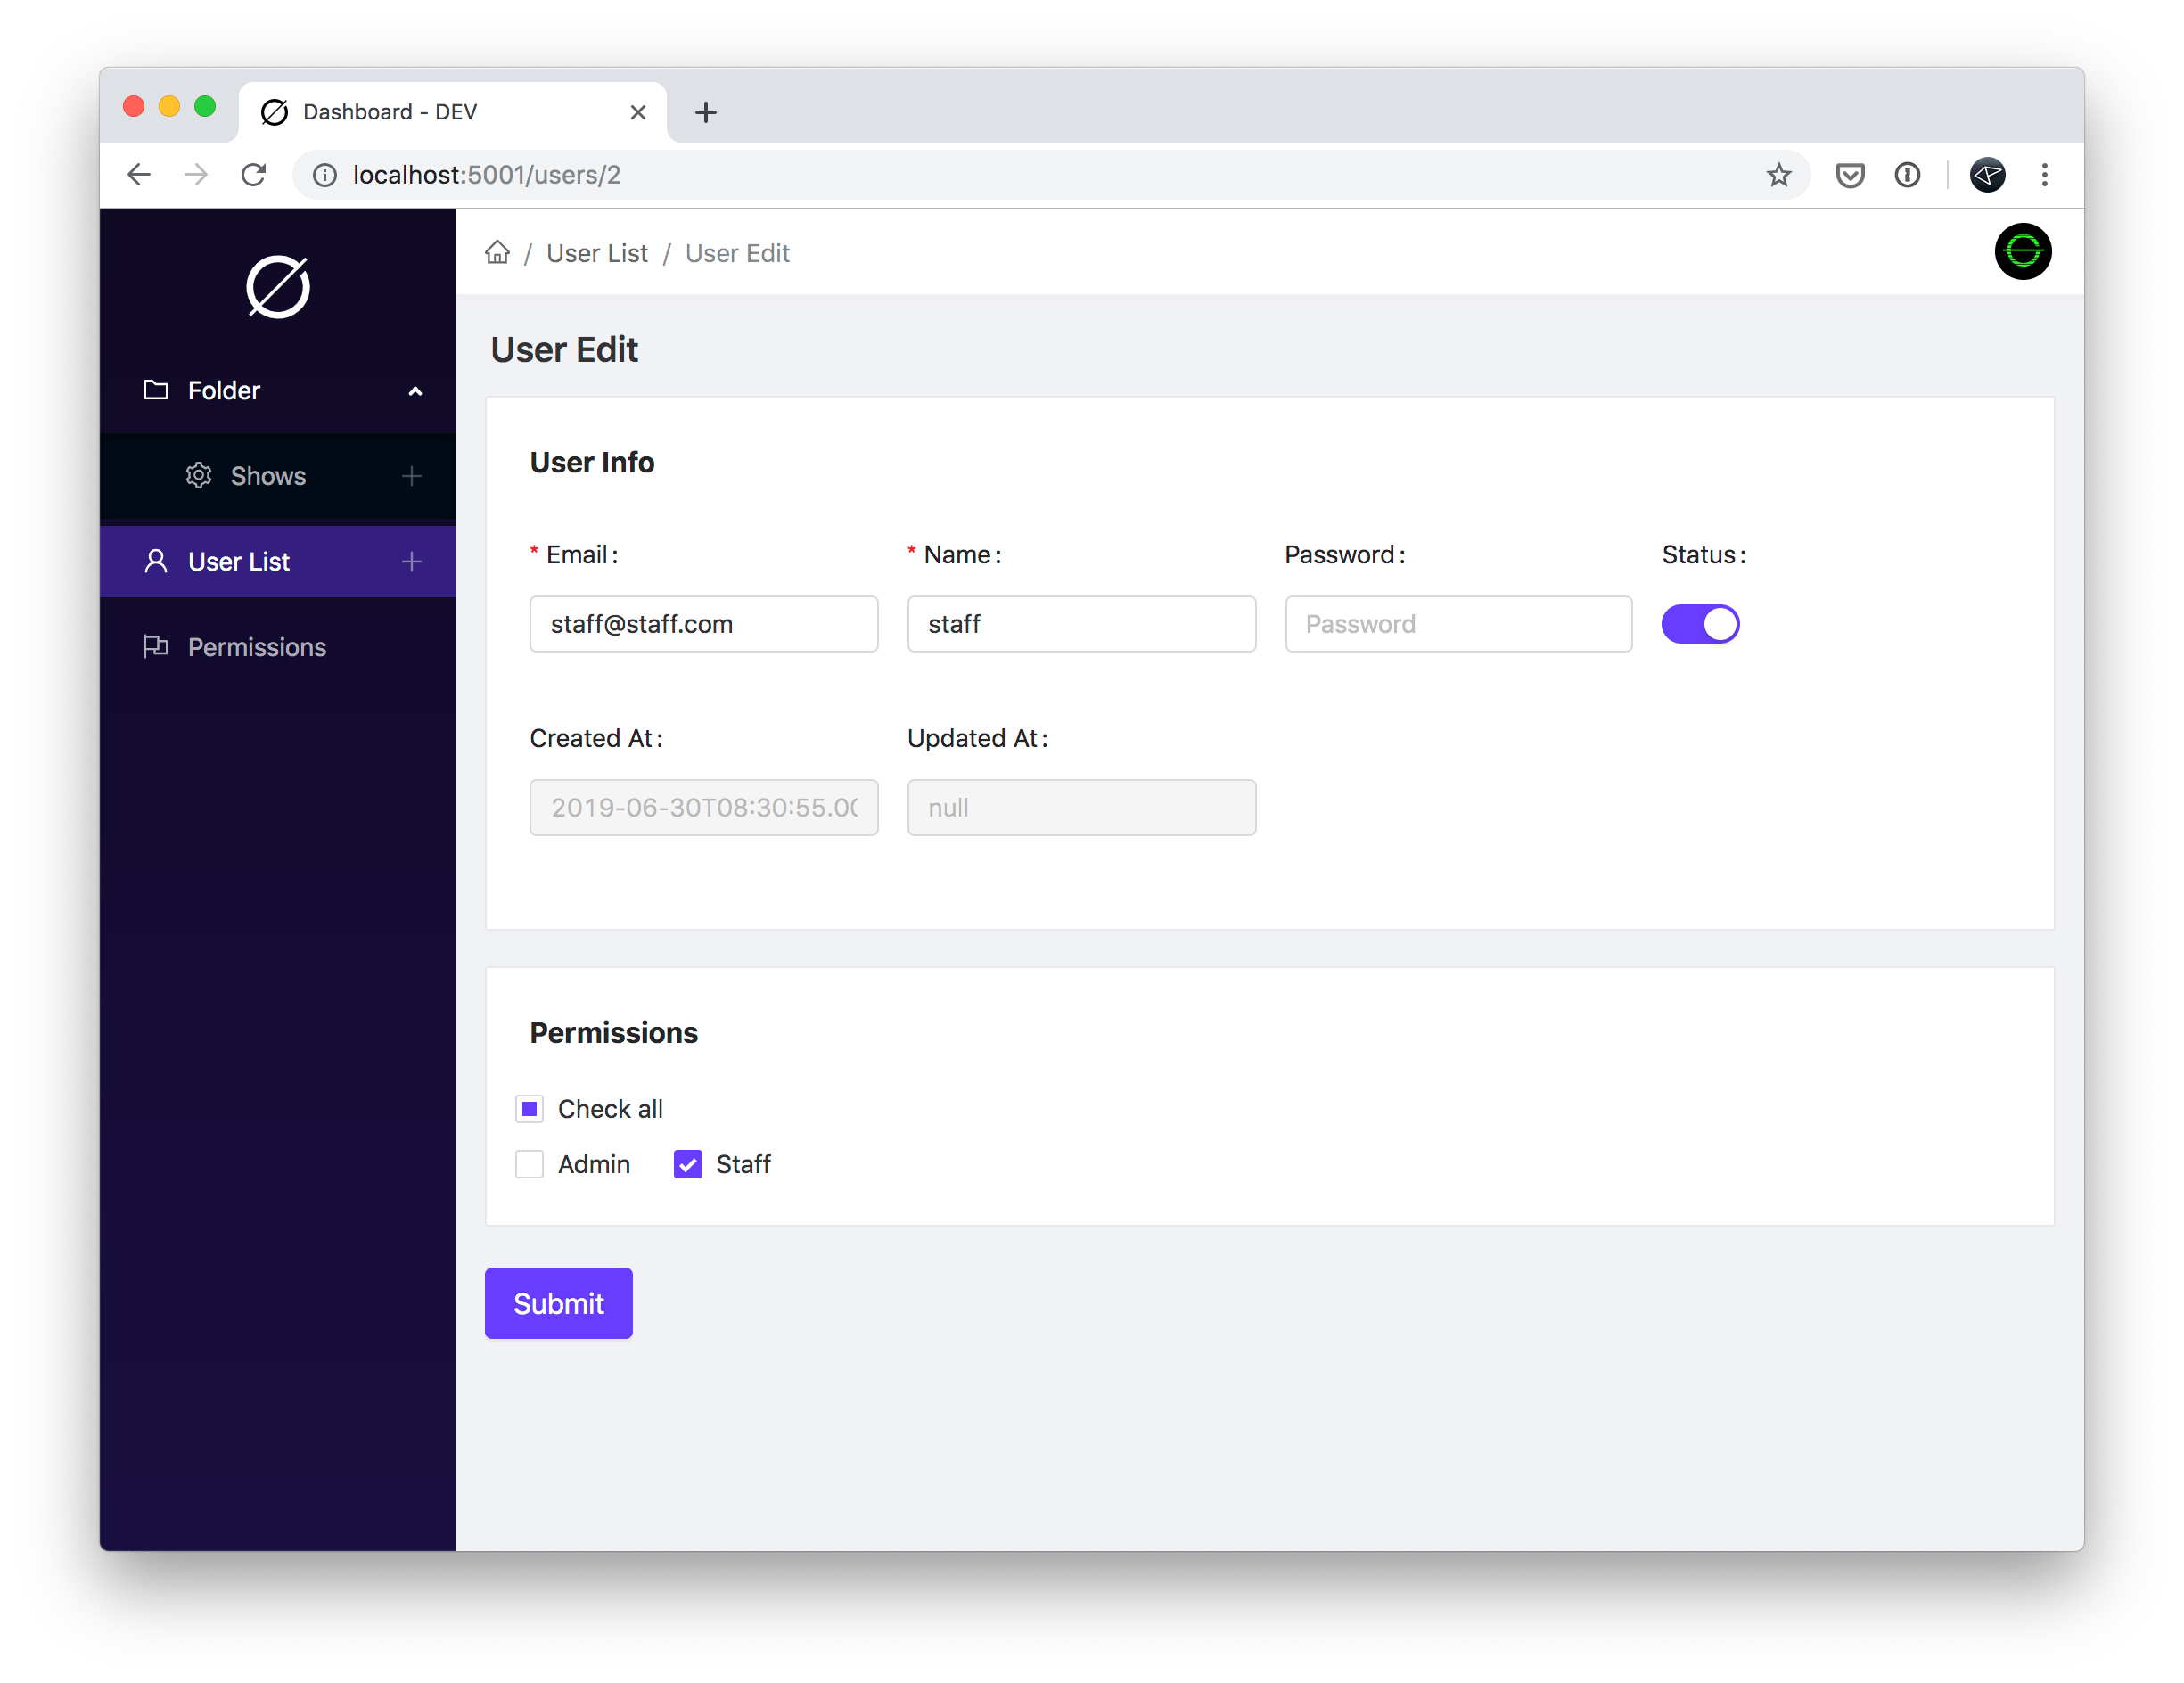 Dashboard - DEV
localhost:5001/users/2
/ User List / User Edit
Folder
Shows
User List
Permissions
User Edit
User Info
* Email: * Name: Password: Status:
staff@staff.com staff Password
Created At: Updated At:
2019-06-30T08:30:55.0 null
Permissions
Check all
Admin Staff
Submit